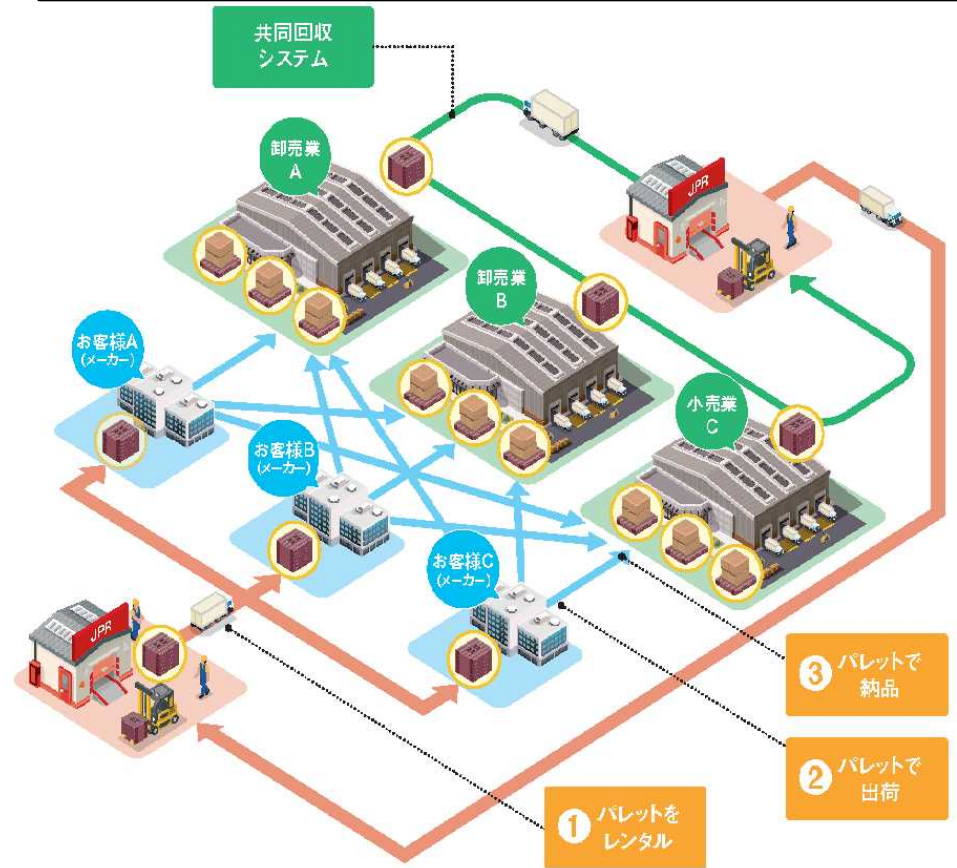 共同回収
システム
卸売業
A
JPR
卸売業
B
お客様A
(メーカー)
小売業
C
お客様B
(メーカー)
お客様C
(メーカー)
JPR
③ パレットで
納品
② パレットで
出荷
① パレットを
レンタル